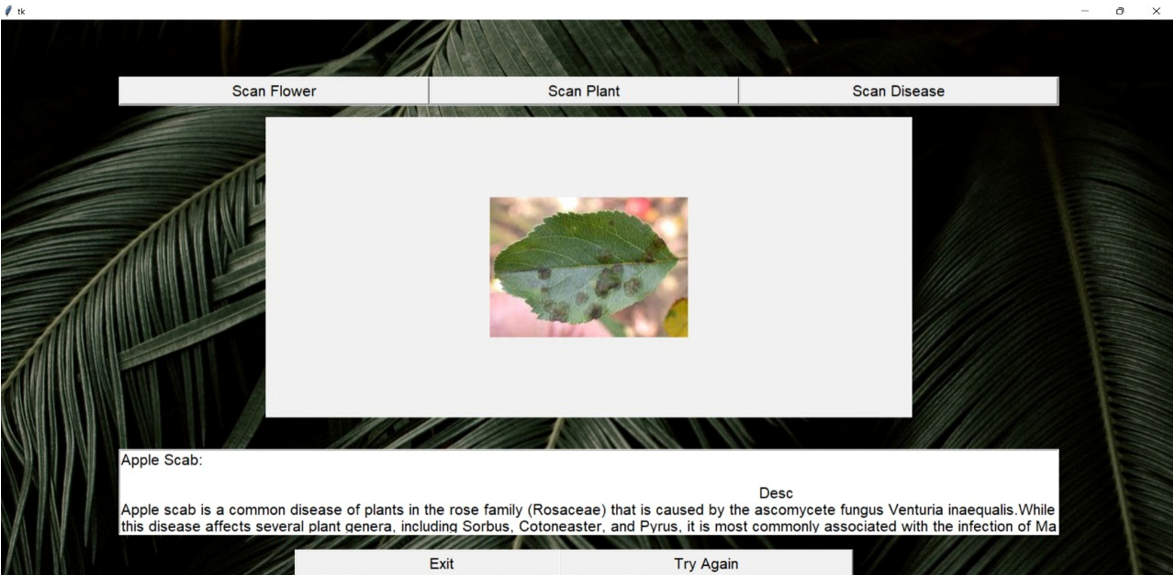 tk
Scan Flower Scan Plant Scan Disease
Apple Scab:
Desc
Apple scab is a common disease of plants in the rose family (Rosaceae) that is caused by the ascomycete fungus Venturia inaequalis.While
this disease affects several plant genera, including Sorbus, Cotoneaster, and Pyrus, it is most commonly associated with the infection of Ma
Exit Try Again